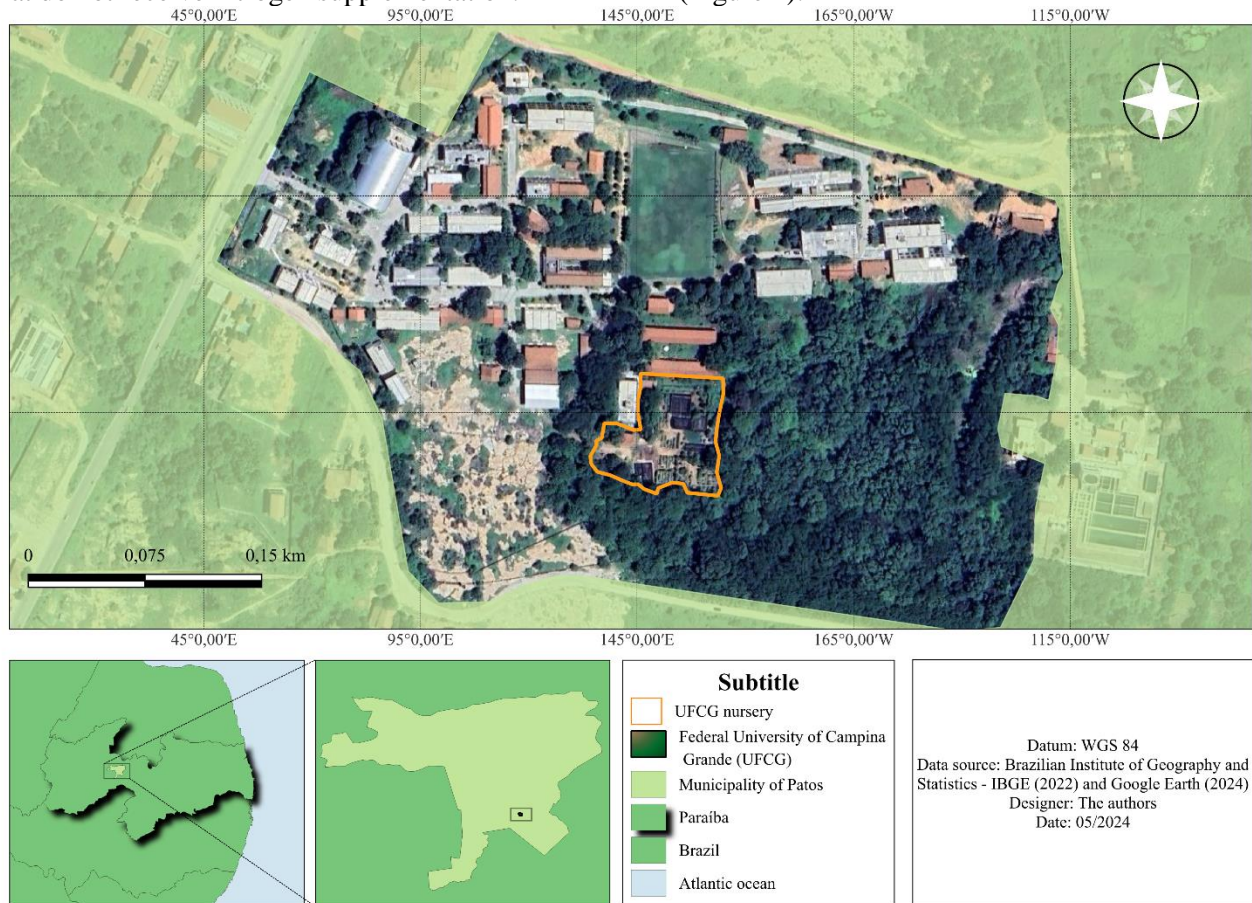 45°0,00′E 95°0,00′E 145°0,00′E 165°0,00′W 115°0,00′W
0 0,075 0,15 km
45°0,00′E 95°0,00′E 145°0,00′E 165°0,00′W 115°0,00′W
Subtitle
UFCG nursery
Federal University of Campina
Grande (UFCG)
Municipality of Patos
Paraíba
Brazil
Atlantic ocean
Datum: WGS 84
Data source: Brazilian Institute of Geography and
Statistics - IBGE (2022) and Google Earth (2024)
Designer: The authors
Date: 05/2024